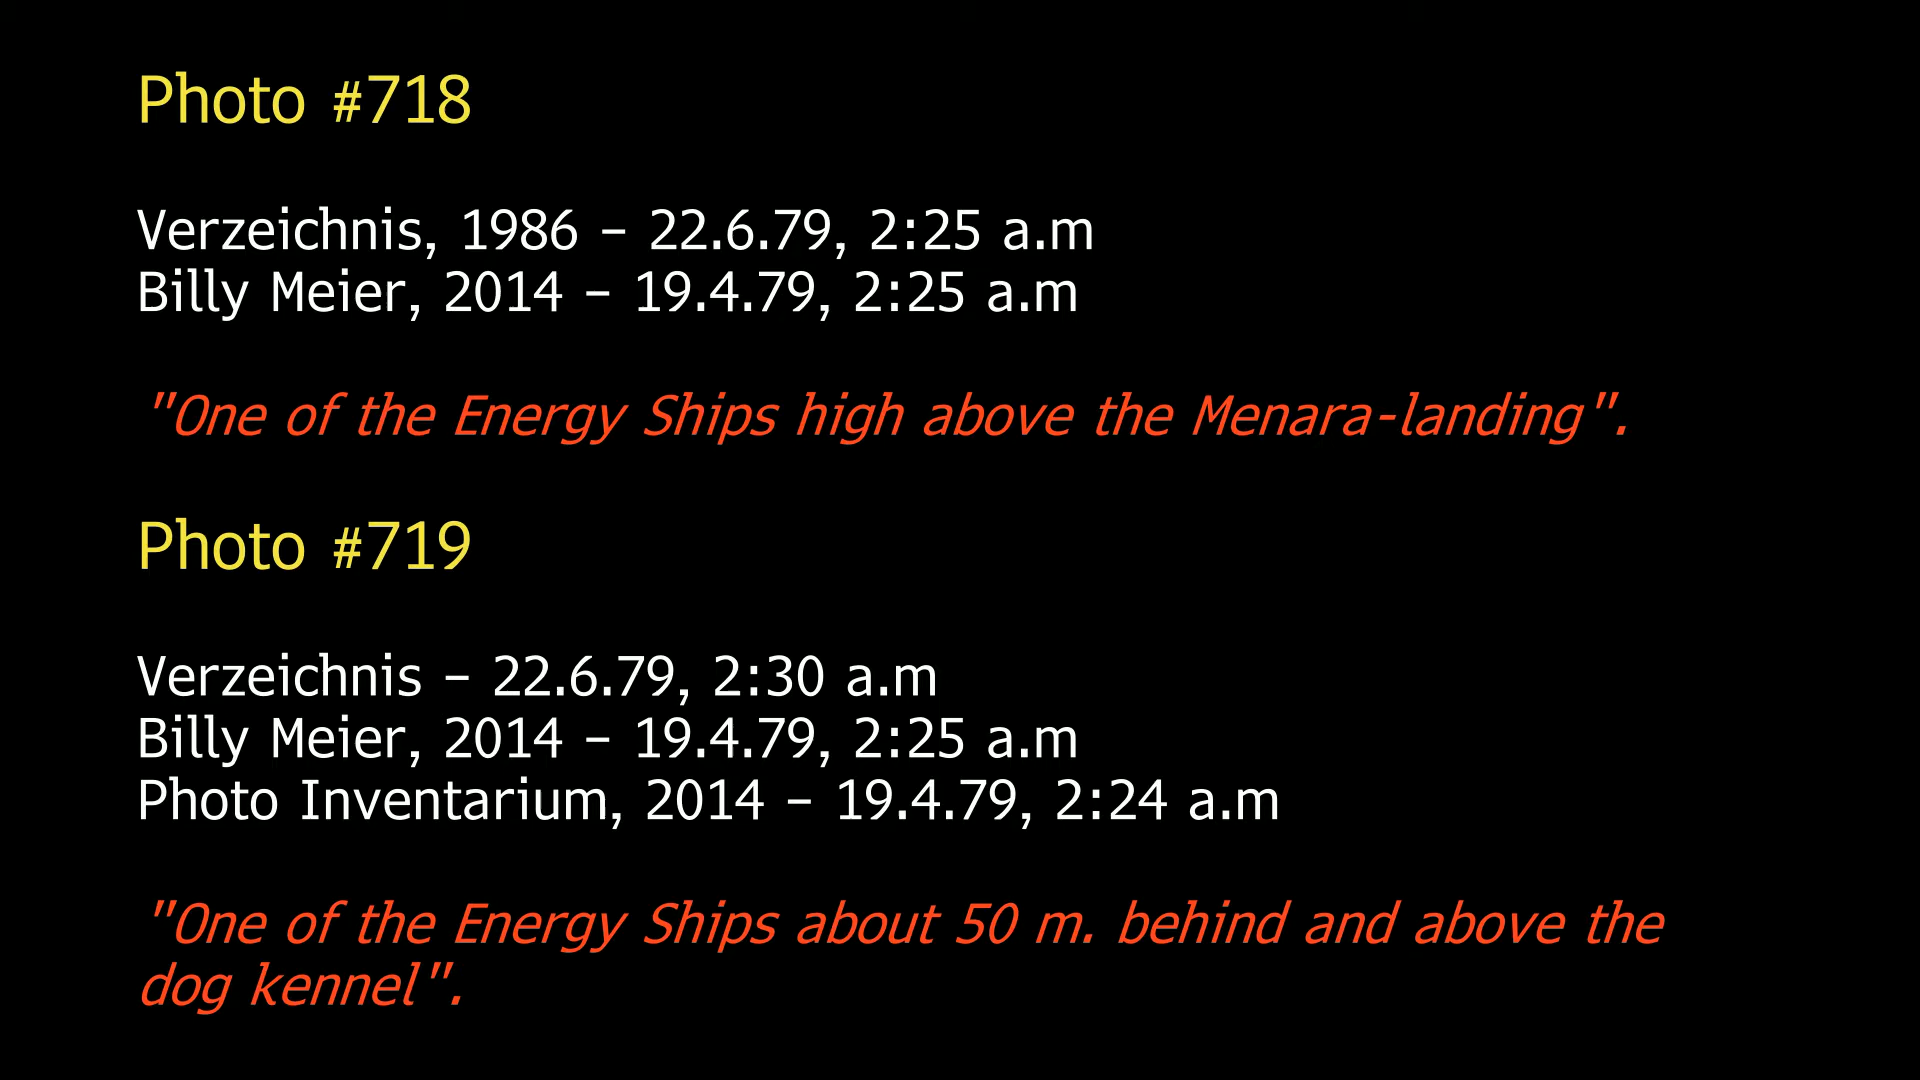 Photo #718
Verzeichnis, 1986 – 22.6.79, 2:25 a.m
Billy Meier, 2014 – 19.4.79, 2:25 a.m
"One of the Energy Ships high above the Menara-landing".
Photo #719
Verzeichnis – 22.6.79, 2:30 a.m
Billy Meier, 2014 – 19.4.79, 2:25 a.m
Photo Inventarium, 2014 – 19.4.79, 2:24 a.m
"One of the Energy Ships about 50 m. behind and above the
dog kennel".